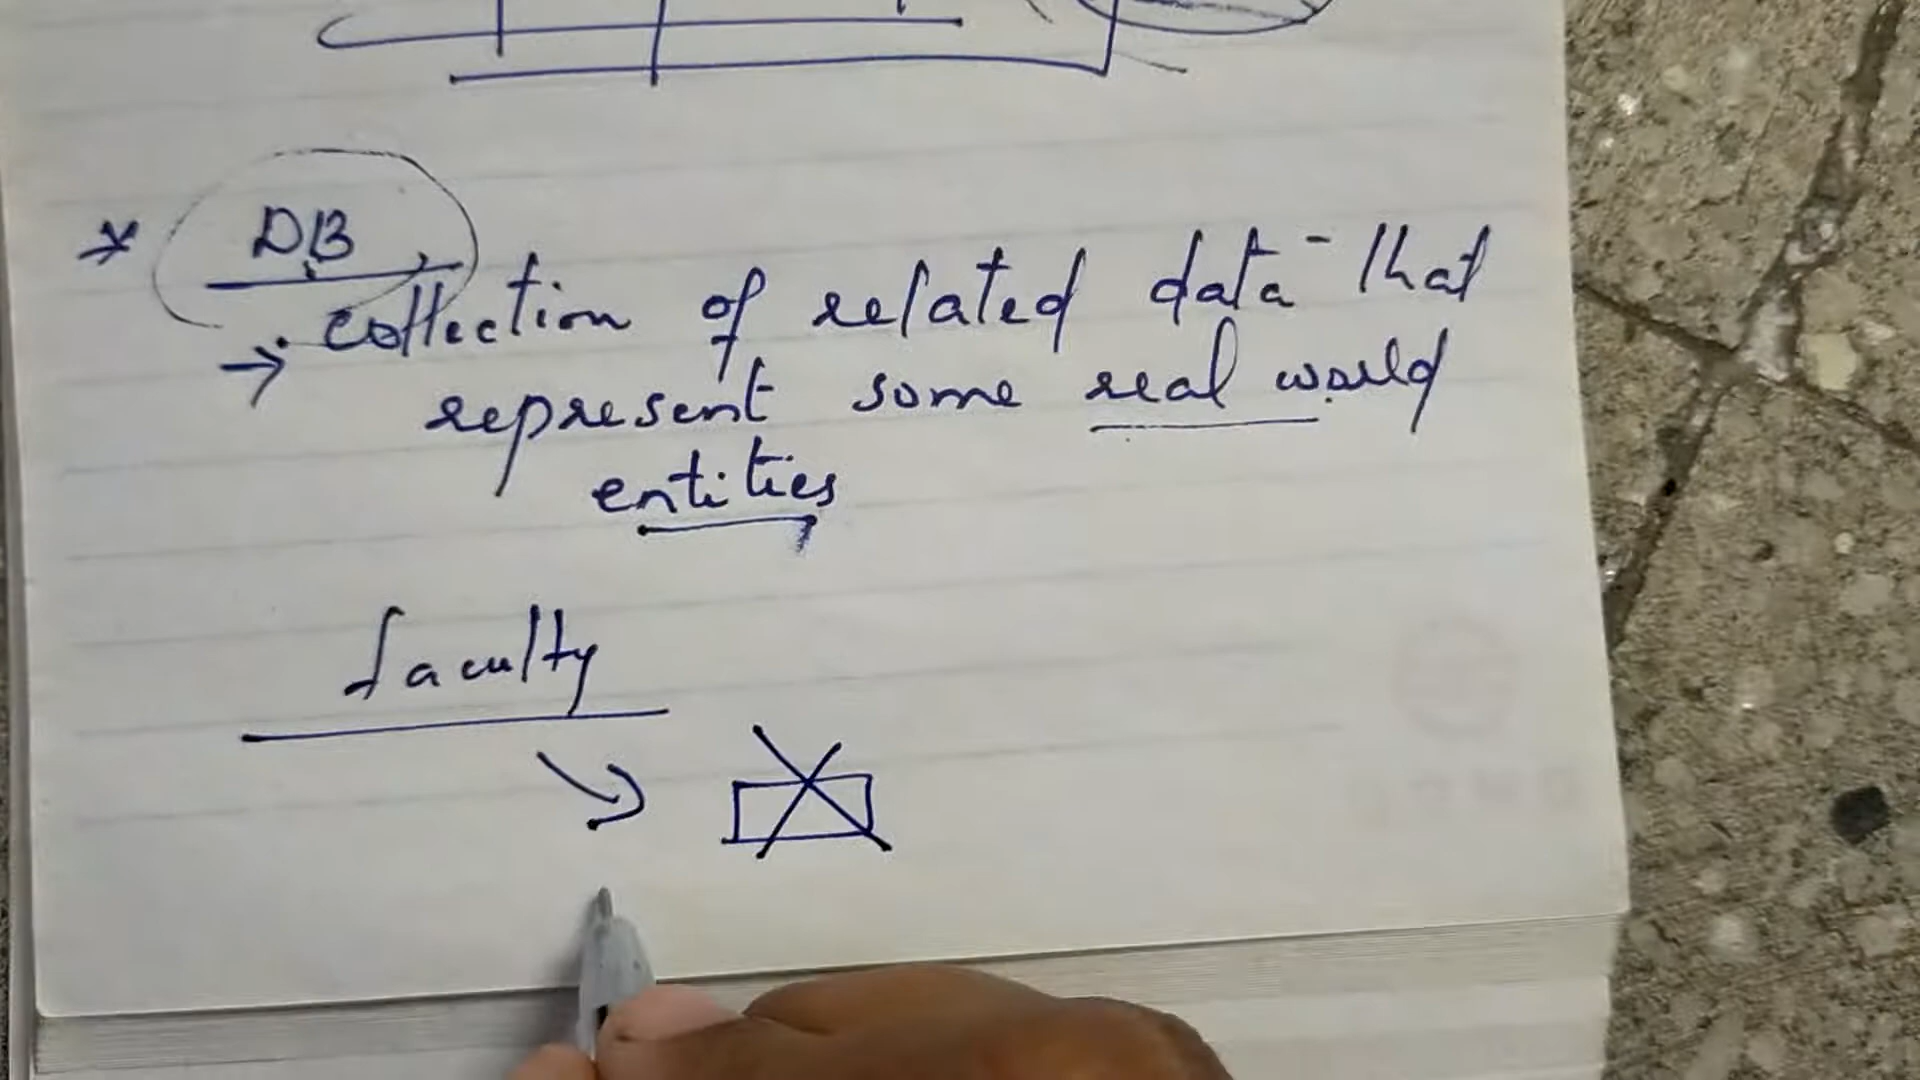 * DB
→ collection of related data that
represent some real world
entities
faculty